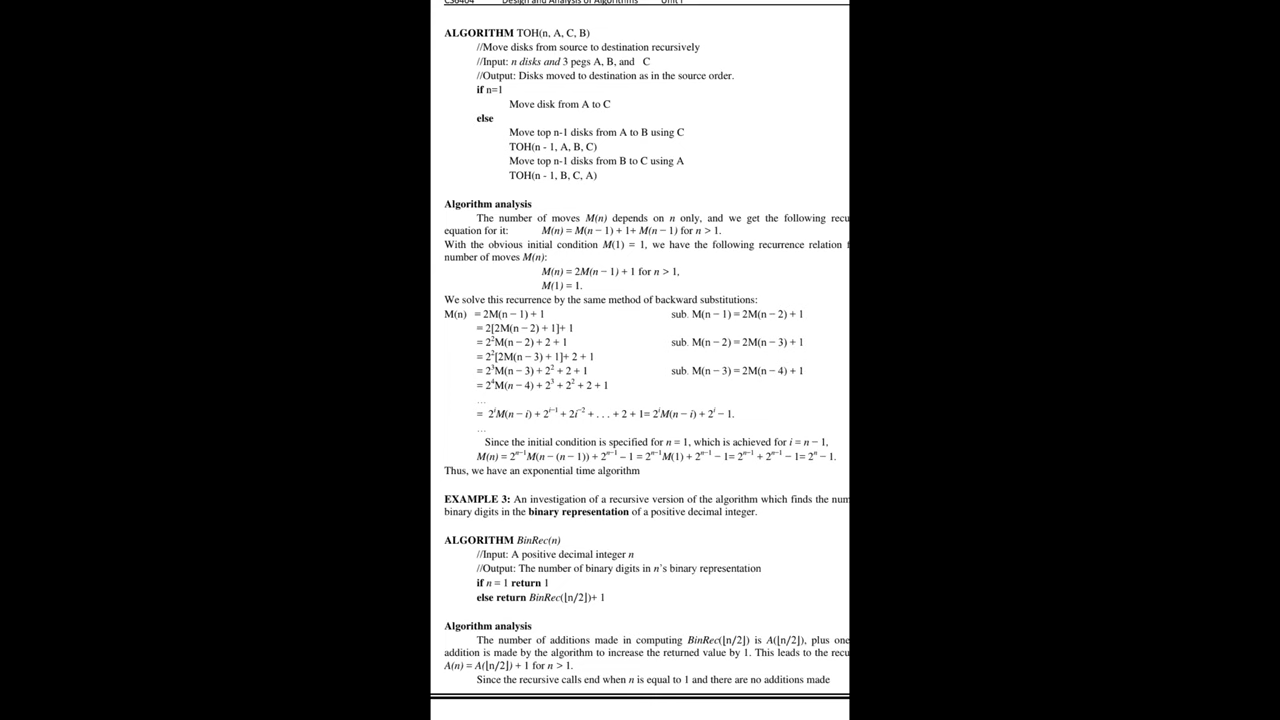 CS6404 Design and Analysis of Algorithms Unit I
ALGORITHM TOH(n, A, C, B)
//Move disks from source to destination recursively
//Input: n disks and 3 pegs A, B, and C
//Output: Disks moved to destination as in the source order.
if n=1
Move disk from A to C
else
Move top n-1 disks from A to B using C
TOH(n - 1, A, B, C)
Move top n-1 disks from B to C using A
TOH(n - 1, B, C, A)
Algorithm analysis
The number of moves M(n) depends on n only, and we get the following recu
equation for it: M(n) = M(n − 1) + 1+ M(n − 1) for n > 1.
With the obvious initial condition M(1) = 1, we have the following recurrence relation f
number of moves M(n):
M(n) = 2M(n − 1) + 1 for n > 1,
M(1) = 1.
We solve this recurrence by the same method of backward substitutions:
M(n) = 2M(n − 1) + 1 sub. M(n − 1) = 2M(n − 2) + 1
= 2[2M(n − 2) + 1]+ 1
= 2²M(n − 2) + 2 + 1 sub. M(n − 2) = 2M(n − 3) + 1
= 2²[2M(n − 3) + 1]+ 2 + 1
= 2³M(n − 3) + 2² + 2 + 1 sub. M(n − 3) = 2M(n − 4) + 1
= 2⁴M(n − 4) + 2³ + 2² + 2 + 1
…
= 2ⁱM(n − i) + 2ⁱ⁻¹ + 2i⁻² + . . . + 2 + 1= 2ⁱM(n − i) + 2ⁱ − 1.
…
Since the initial condition is specified for n = 1, which is achieved for i = n − 1,
M(n) = 2ⁿ⁻¹M(n − (n − 1)) + 2ⁿ⁻¹ − 1 = 2ⁿ⁻¹M(1) + 2ⁿ⁻¹ − 1= 2ⁿ⁻¹ + 2ⁿ⁻¹ − 1= 2ⁿ − 1.
Thus, we have an exponential time algorithm
EXAMPLE 3: An investigation of a recursive version of the algorithm which finds the num
binary digits in the binary representation of a positive decimal integer.
ALGORITHM BinRec(n)
//Input: A positive decimal integer n
//Output: The number of binary digits in n's binary representation
if n = 1 return 1
else return BinRec(⌊n/2⌋)+ 1
Algorithm analysis
The number of additions made in computing BinRec(⌊n/2⌋) is A(⌊n/2⌋), plus one
addition is made by the algorithm to increase the returned value by 1. This leads to the recu
A(n) = A(⌊n/2⌋) + 1 for n > 1.
Since the recursive calls end when n is equal to 1 and there are no additions made